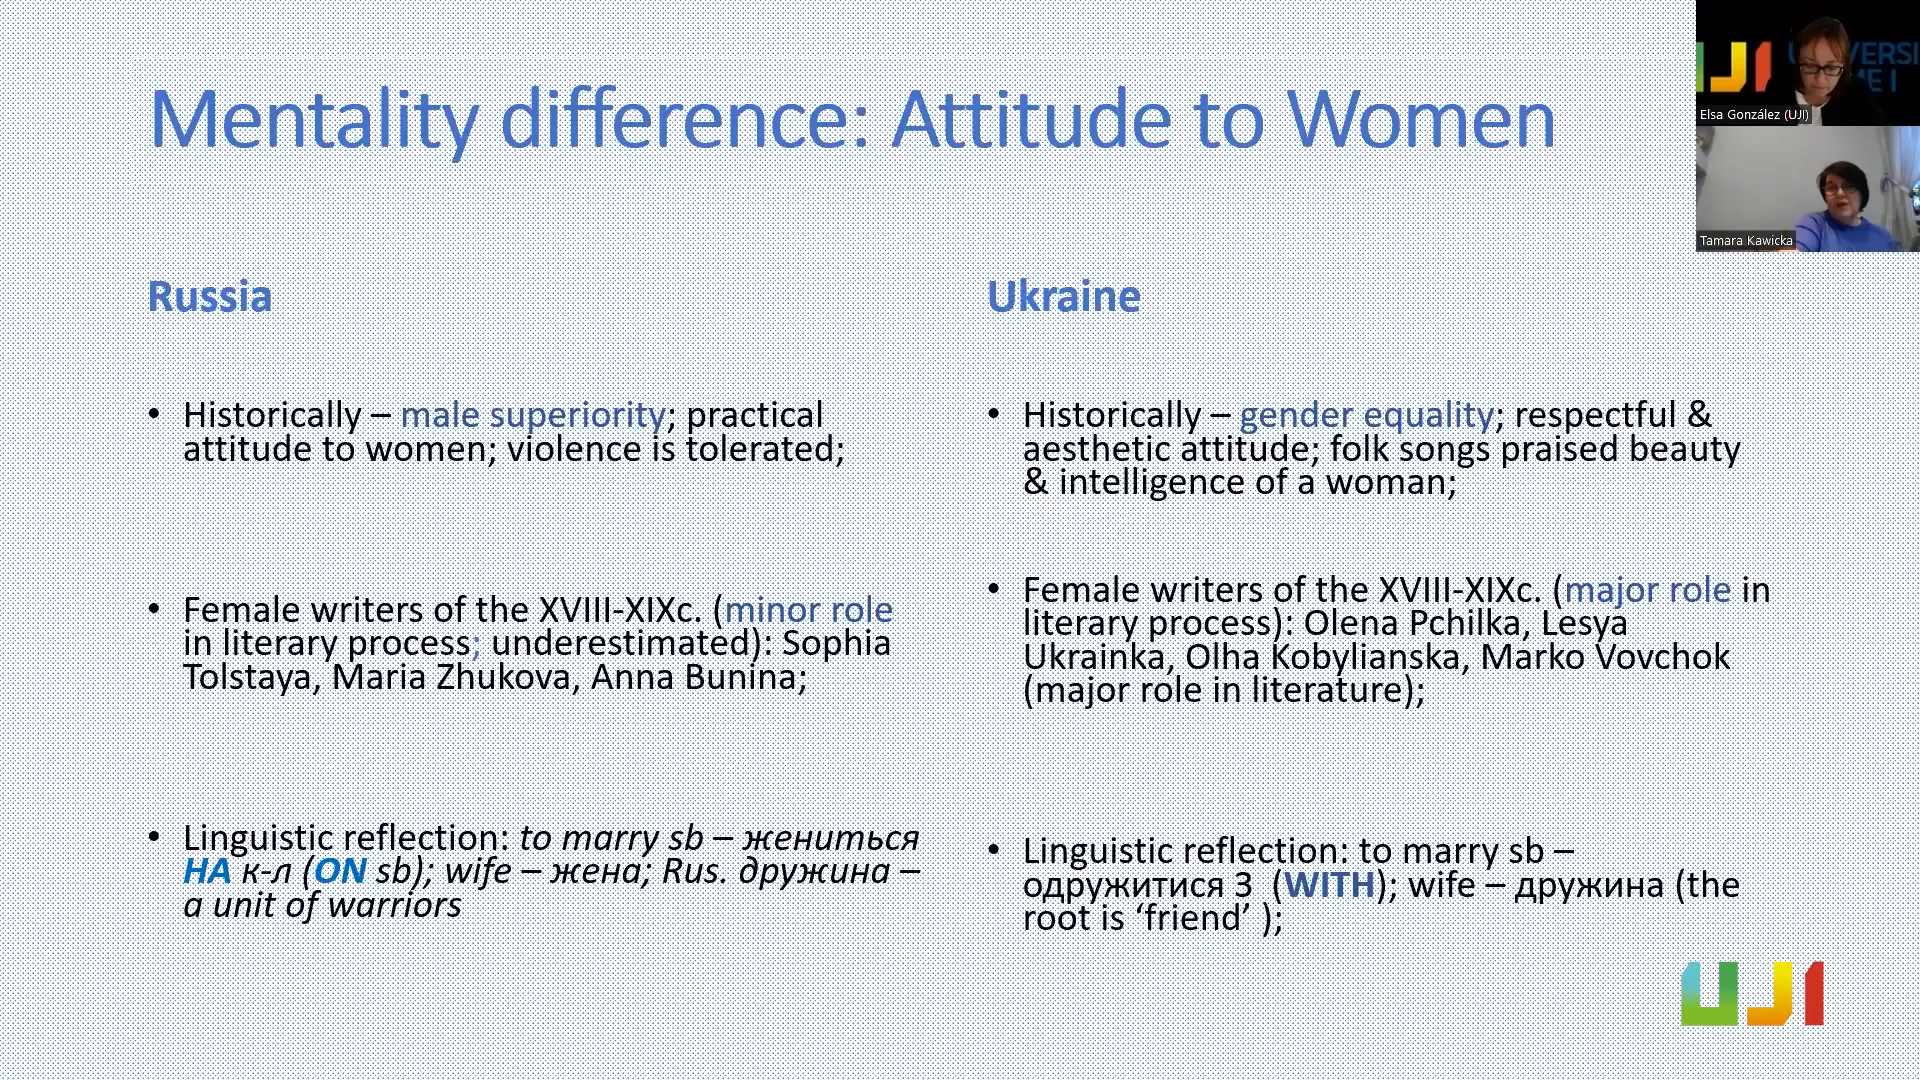 Mentality difference: Attitude to Women
Russia
• Historically – male superiority; practical
attitude to women; violence is tolerated;
• Female writers of the XVIII-XIXc. (minor role
in literary process; underestimated): Sophia
Tolstaya, Maria Zhukova, Anna Bunina;
• Linguistic reflection: to marry sb – жениться
НА к-л (ON sb); wife – жена; Rus. дружина –
a unit of warriors
Ukraine
• Historically – gender equality; respectful &
aesthetic attitude; folk songs praised beauty
& intelligence of a woman;
• Female writers of the XVIII-XIXc. (major role in
literary process): Olena Pchilka, Lesya
Ukrainka, Olha Kobylianska, Marko Vovchok
(major role in literature);
• Linguistic reflection: to marry sb –
одружитися З (WITH); wife – дружина (the
root is ‘friend’ );
UJI
Elsa González (UJI)
Tamara Kawicka